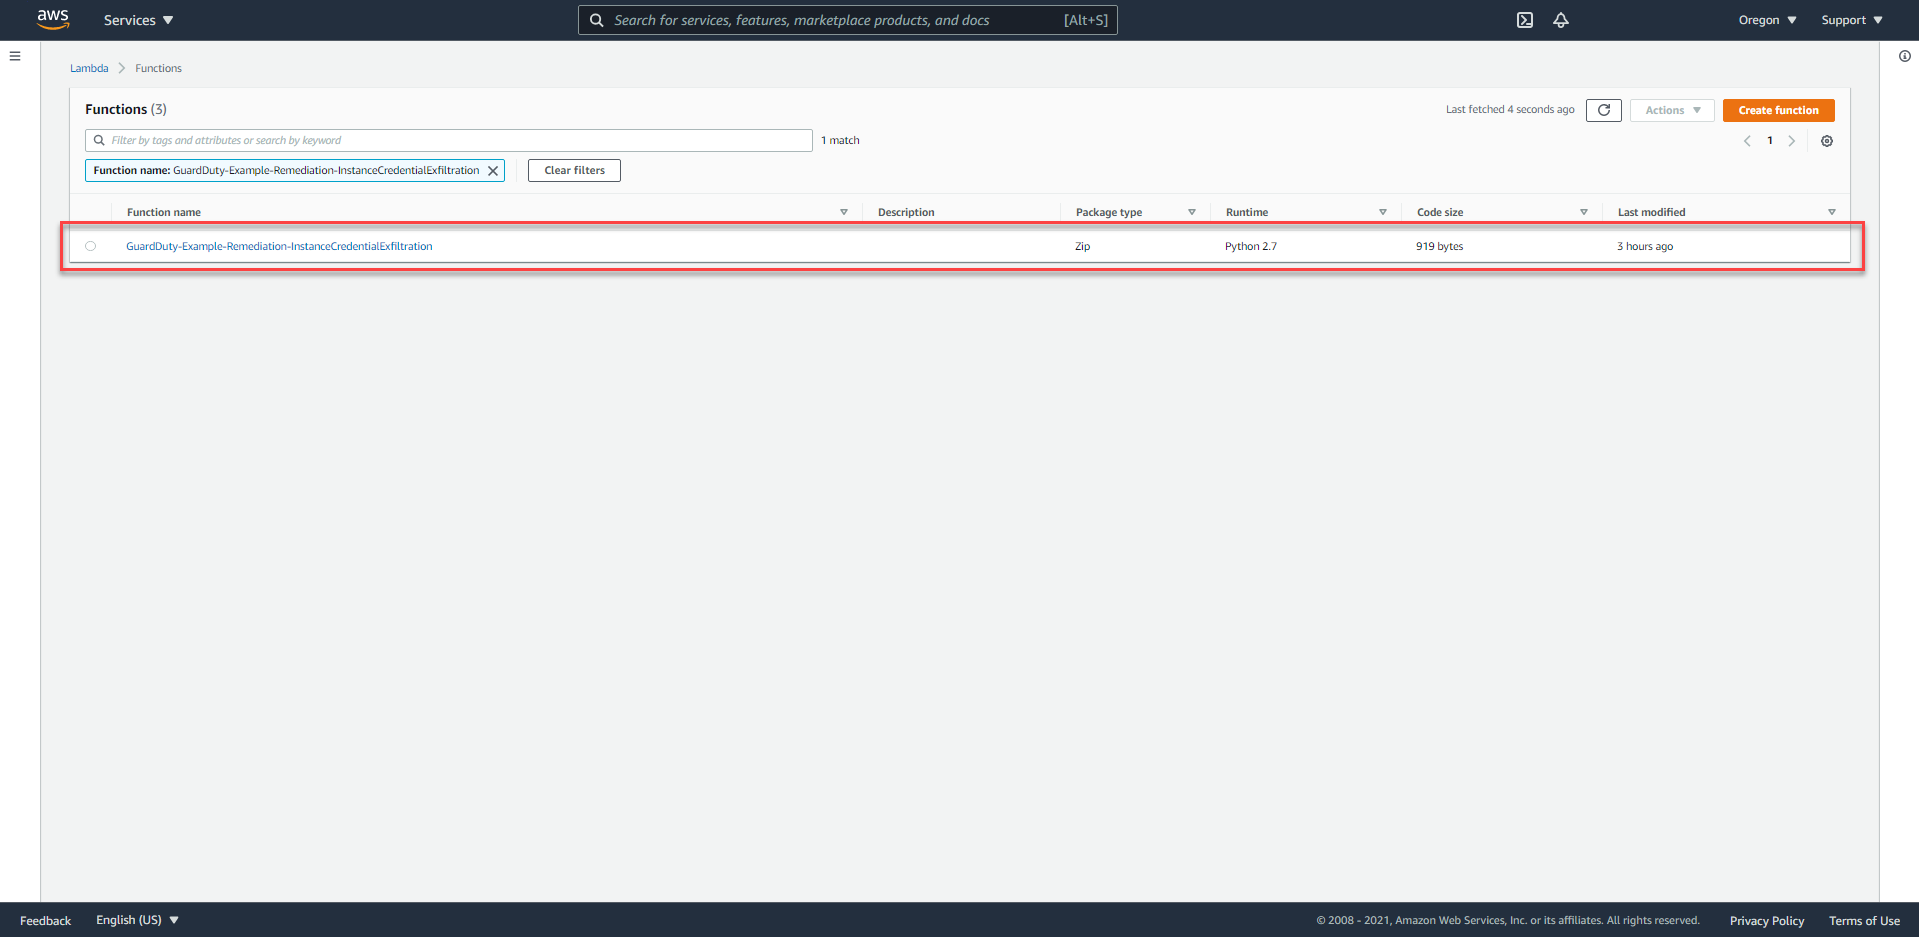 aws Services Search for services, features, marketplace products, and docs [Alt+S] Oregon Support
Lambda Functions
Functions (3) Last fetched 4 seconds ago Actions Create function
Filter by tags and attributes or search by keyword 1 match 1
Function name: GuardDuty-Example-Remediation-InstanceCredentialExfiltration Clear filters
Function name Description Package type Runtime Code size Last modified
GuardDuty-Example-Remediation-InstanceCredentialExfiltration Zip Python 2.7 919 bytes 3 hours ago
Feedback English (US) © 2008 - 2021, Amazon Web Services, Inc. or its affiliates. All rights reserved. Privacy Policy Terms of Use